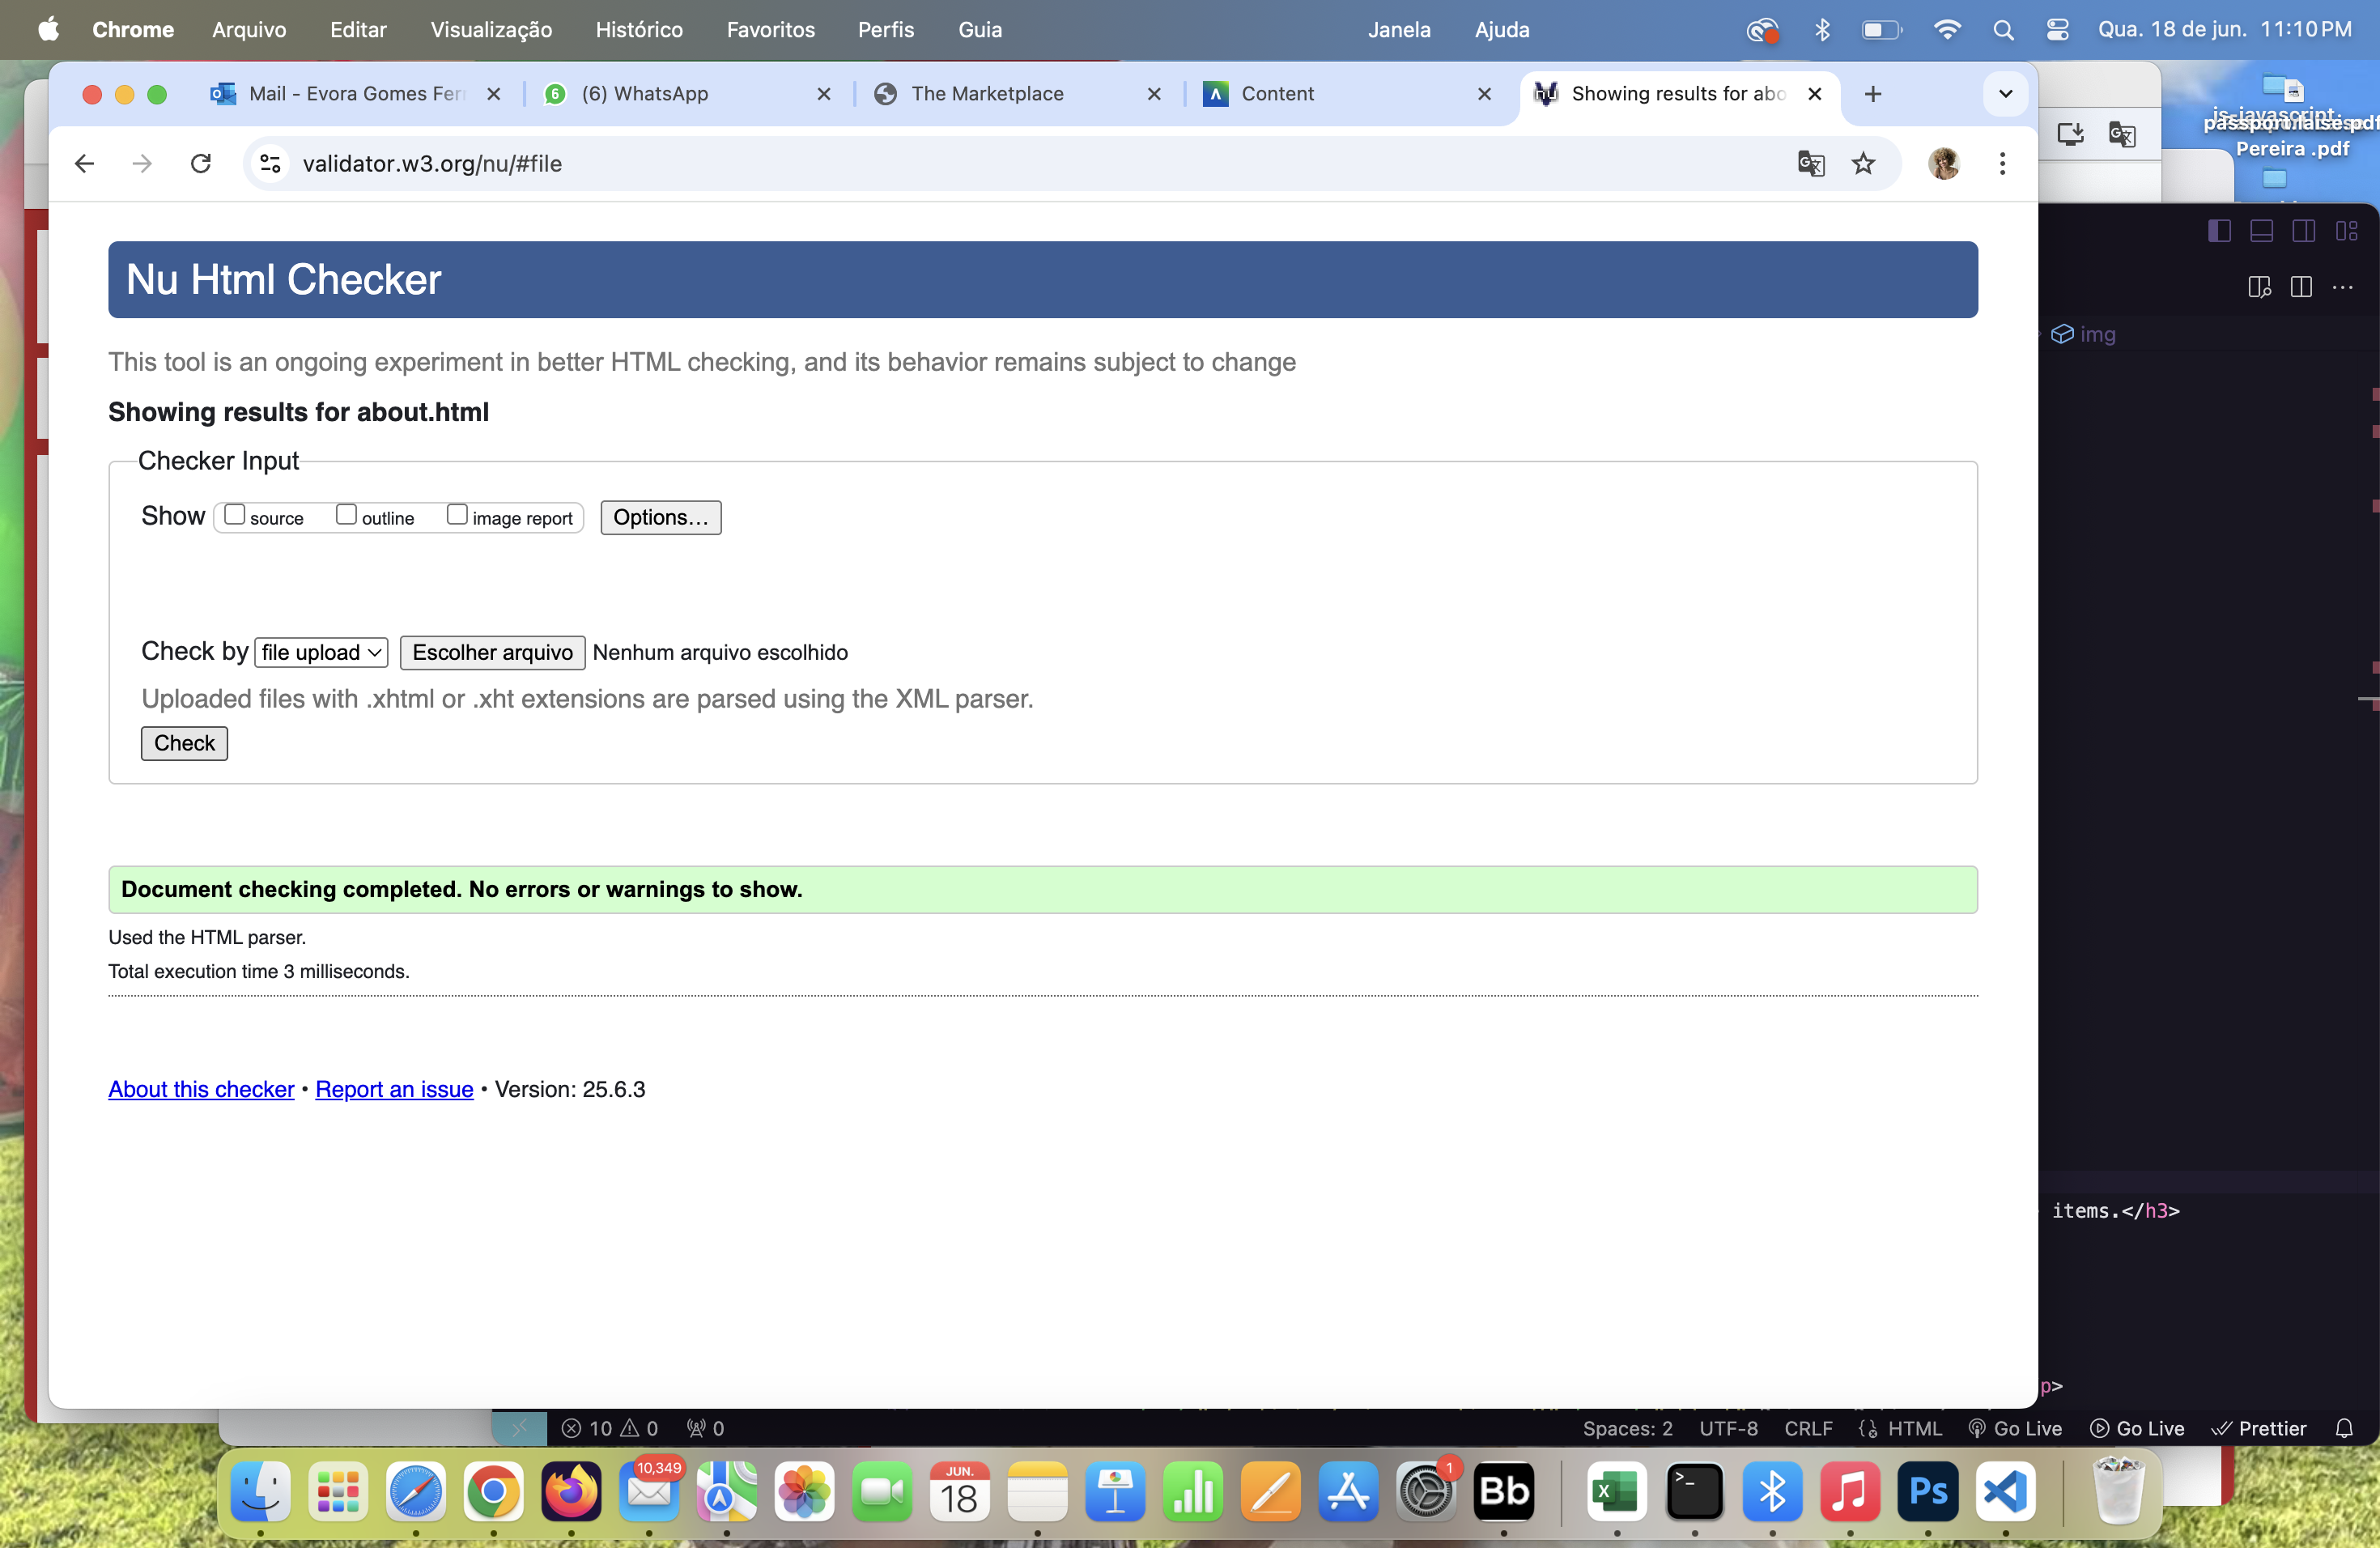 Chrome Arquivo Editar Visualização Histórico Favoritos Perfis Guia Janela Ajuda Qua. 18 de jun. 11:10 PM
Mail - Evora Gomes Fer
6 (6) WhatsApp
The Marketplace
Content
nu Showing results for abo
validator.w3.org/nu/#file
Pereira .pdf
Nu Html Checker
img
This tool is an ongoing experiment in better HTML checking, and its behavior remains subject to change
Showing results for about.html
Checker Input
Show source outline image report Options...
Check by file upload Escolher arquivo Nenhum arquivo escolhido
Uploaded files with .xhtml or .xht extensions are parsed using the XML parser.
Check
Document checking completed. No errors or warnings to show.
Used the HTML parser.
Total execution time 3 milliseconds.
About this checker • Report an issue • Version: 25.6.3
items.</h3>
p>
10 0 0 Spaces: 2 UTF-8 CRLF HTML Go Live Go Live Prettier
10,349
JUN.
18
1
Bb
X
>_
Ps